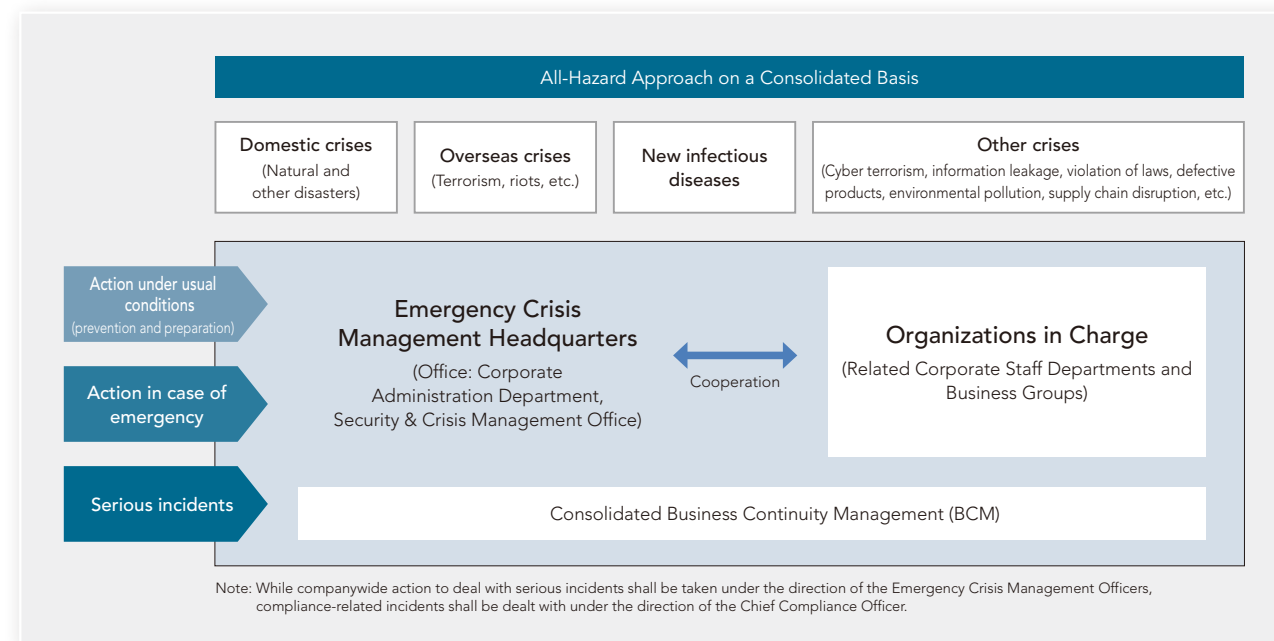 All-Hazard Approach on a Consolidated Basis
Domestic crises
(Natural and
other disasters)
Overseas crises
(Terrorism, riots, etc.)
New infectious
diseases
Other crises
(Cyber terrorism, information leakage, violation of laws, defective
products, environmental pollution, supply chain disruption, etc.)
Action under usual
conditions
(prevention and preparation)
Action in case of
emergency
Serious incidents
Emergency Crisis
Management Headquarters
(Office: Corporate
Administration Department,
Security & Crisis Management Office)
Cooperation
Organizations in Charge
(Related Corporate Staff Departments and
Business Groups)
Consolidated Business Continuity Management (BCM)
Note: While companywide action to deal with serious incidents shall be taken under the direction of the Emergency Crisis Management Officers,
compliance-related incidents shall be dealt with under the direction of the Chief Compliance Officer.